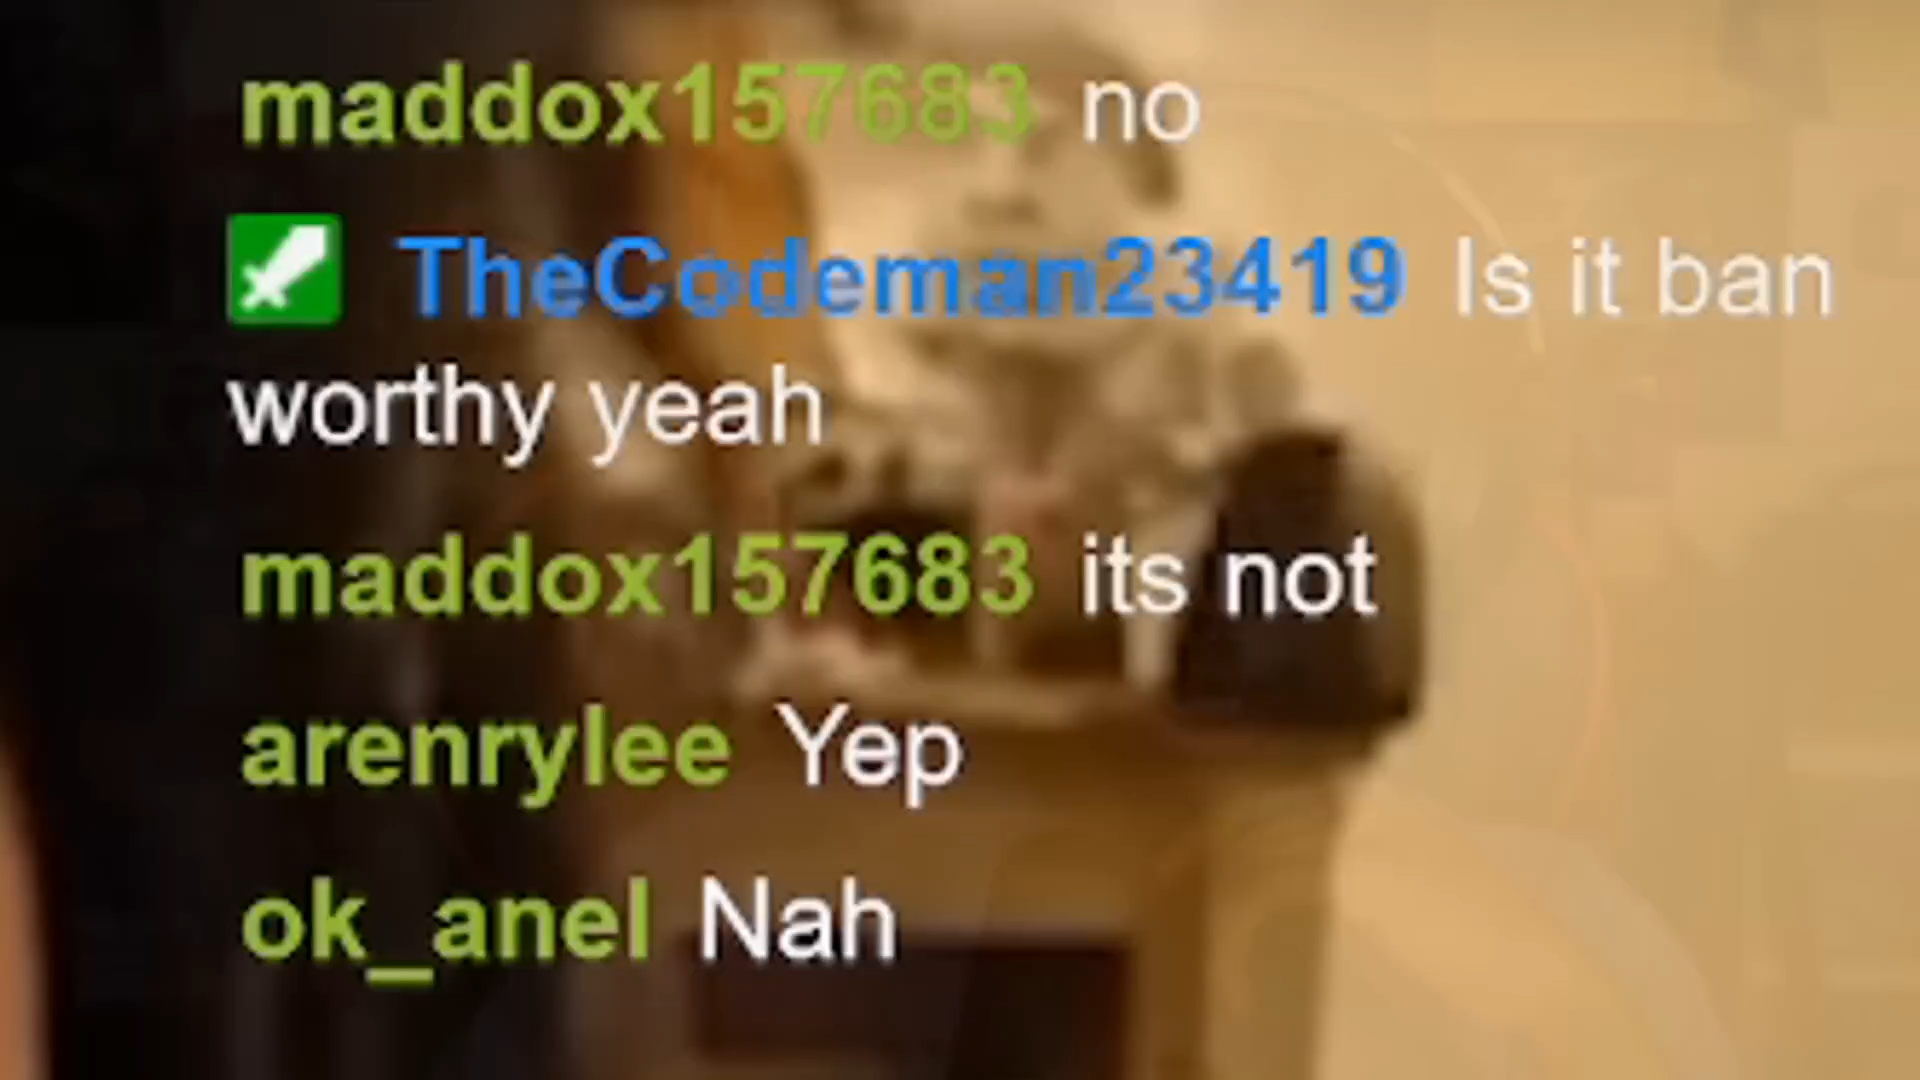 maddox157683 no
TheCodeman23419 Is it ban
worthy yeah
maddox157683 its not
arenrylee Yep
ok_anel Nah